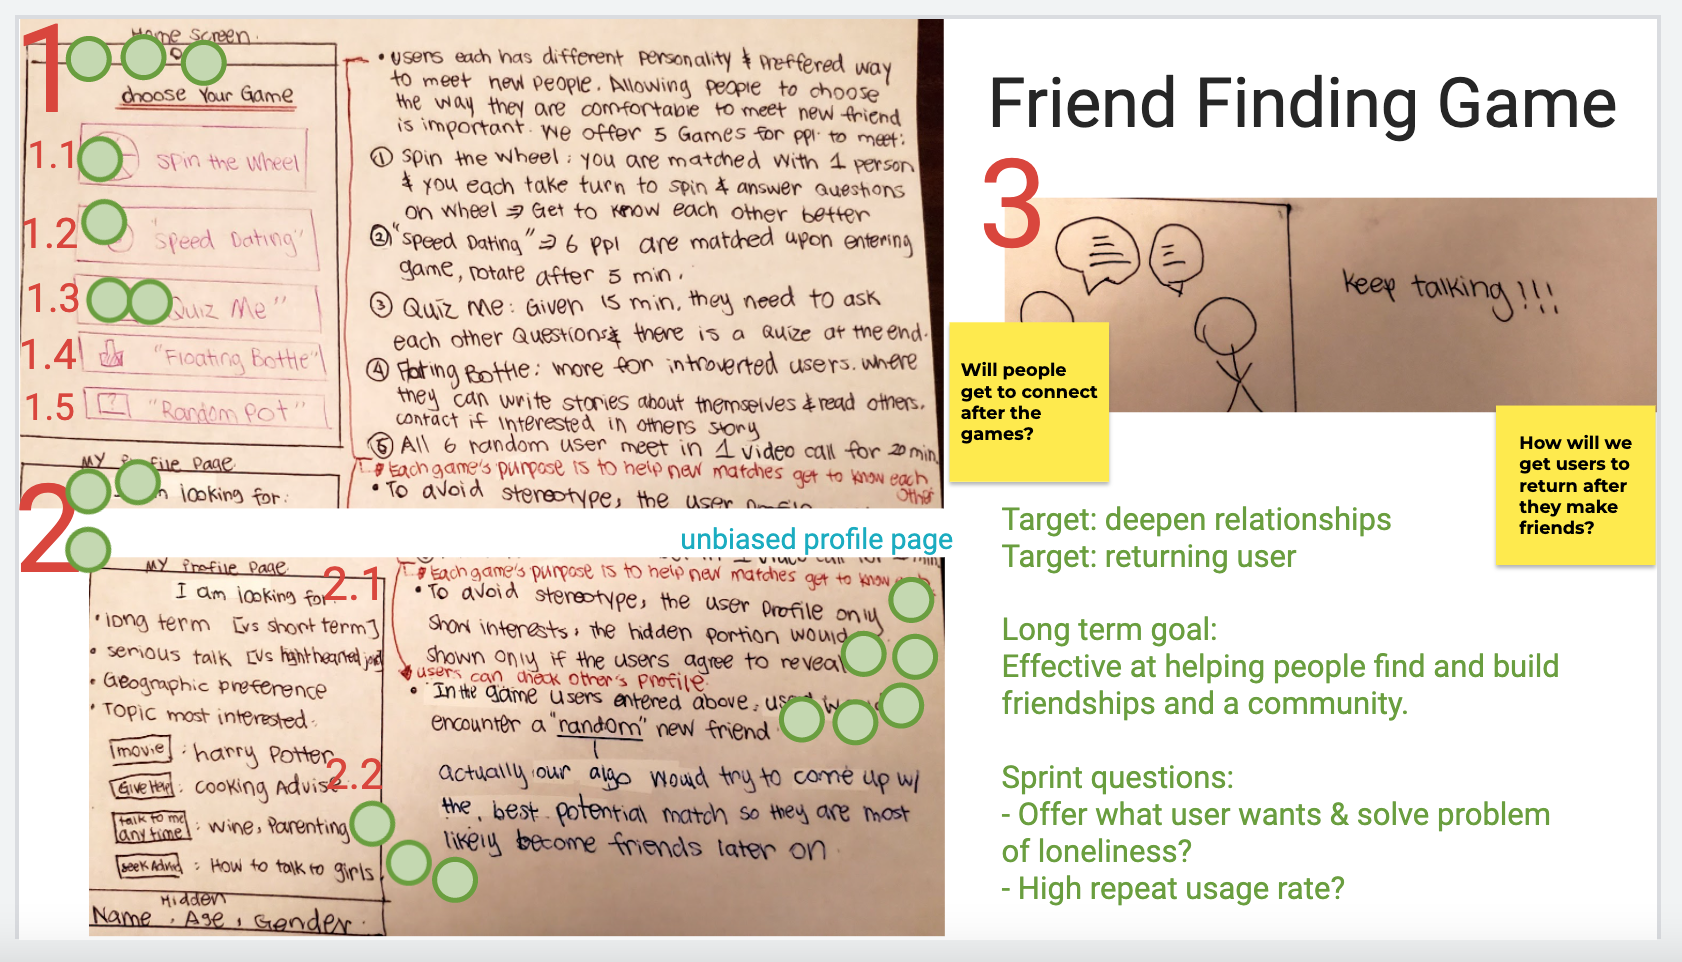 1
Home Screen.
Choose Your Game
1.1
Spin the Wheel
1.2
"Speed Dating"
1.3
Quiz Me"
1.4
"Floating Bottle"
1.5
? "Random Pot"
• users each has different personality & preffered way
to meet new people. Allowing people to choose
the way they are comfortable to meet new friend
is important. We offer 5 Games for ppl to meet:
① Spin the wheel: you are matched with 1 person
& you each take turn to spin & answer questions
on wheel ⇒ Get to know each other better
② "Speed Dating" ⇒ 6 ppl are matched upon entering
game, rotate after 5 min.
③ Quiz Me: Given 15 min, they need to ask
each other Questions & there is a quize at the end.
④ Bottle: more for introverted users. where
they can write stories about themselves & read others.
contact if interested in others story
⑤ All 6 random user meet in 1 video call for 20 min.
Each game's purpose is to help new matches get to know each
other
• To avoid stereotype, the user profile
2
My Profile Page
looking for:
unbiased profile page
My Profile Page
I am looking for
2.1
• long term [vs short term]
• serious talk [vs light hearted
• Geographic preference
• Topic most interested:
movie : harry Potter
2.2
Give Help : cooking Advise
talk to me any time : wine, Parenting
seek Advice : How to talk to girls
Hidden
Name, Age, Gender.
Each game's purpose is to help new matches get to know
• To avoid stereotype, the user Profile only
show interests, the hidden portion would
shown only if the users agree to reveal
users can check other's profile.
• In the game users entered above,
encounter a "random" new friend
actually our algo would try to come up w/
the best potential match so they are most
likely become friends later on.
Friend Finding Game
3
Keep talking!!!
Will people
get to connect
after the
games?
How will we
get users to
return after
they make
friends?
Target: deepen relationships
Target: returning user
Long term goal:
Effective at helping people find and build
friendships and a community.
Sprint questions:
- Offer what user wants & solve problem
of loneliness?
- High repeat usage rate?